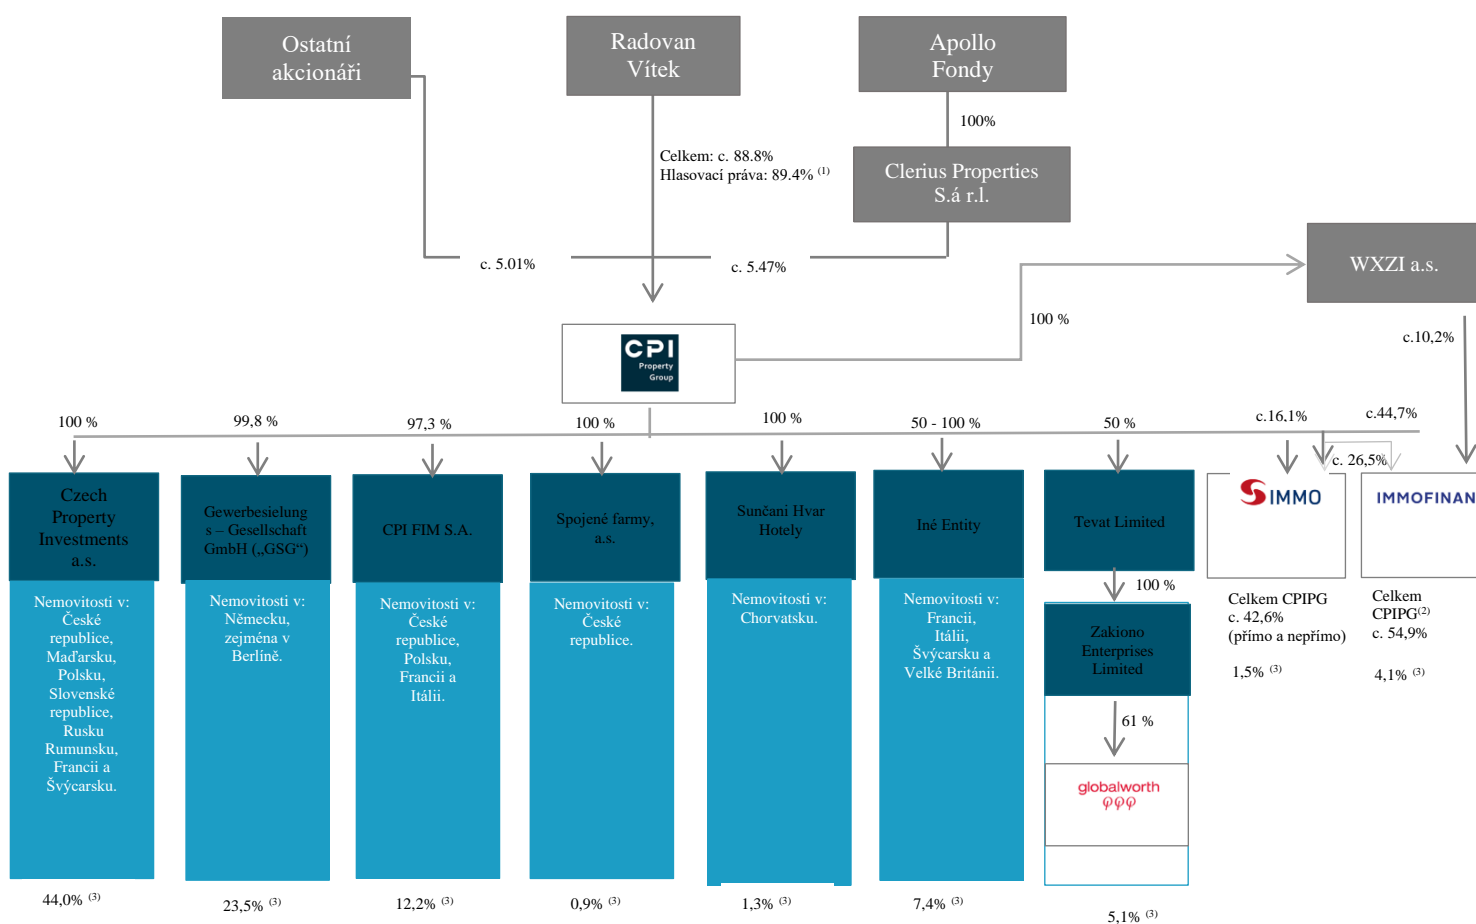 Ostatní
akcionáři
Radovan
Vítek
Apollo
Fondy
100%
Celkem: c. 88.8%
Hlasovací práva: 89.4% (1)
Clerius Properties
S.á r.l.
c. 5.01%
c. 5.47%
WXZI a.s.
100 %
c.10,2%
CPI
Property
Group
100 %
99,8 %
97,3 %
100 %
100 %
50 - 100 %
50 %
c.16,1%
c.44,7%
c. 26,5%
Czech
Property
Investments
a.s.
Gewerbesielung
s – Gesellschaft
GmbH („GSG“)
CPI FIM S.A.
Spojené farmy,
a.s.
Sunčani Hvar
Hotely
Iné Entity
Tevat Limited
SIMMO
IMMOFINAN
Nemovitosti v:
České
republice,
Maďarsku,
Polsku,
Slovenské
republice,
Rusku
Rumunsku,
Francii a
Švýcarsku.
Nemovitosti v:
Německu,
zejména v
Berlíně.
Nemovitosti v:
České
republice,
Polsku,
Francii a
Itálii.
Nemovitosti v:
České
republice.
Nemovitosti v:
Chorvatsku.
Nemovitosti v:
Francii,
Itálii,
Švýcarsku a
Velké Británii.
100 %
Zakiono
Enterprises
Limited
61 %
globalworth
Celkem CPIPG
c. 42,6%
(přímo a nepřímo)
1,5% (3)
Celkem
CPIPG(2)
c. 54,9%
4,1% (3)
44,0% (3)
23,5% (3)
12,2% (3)
0,9% (3)
1,3% (3)
7,4% (3)
5,1% (3)